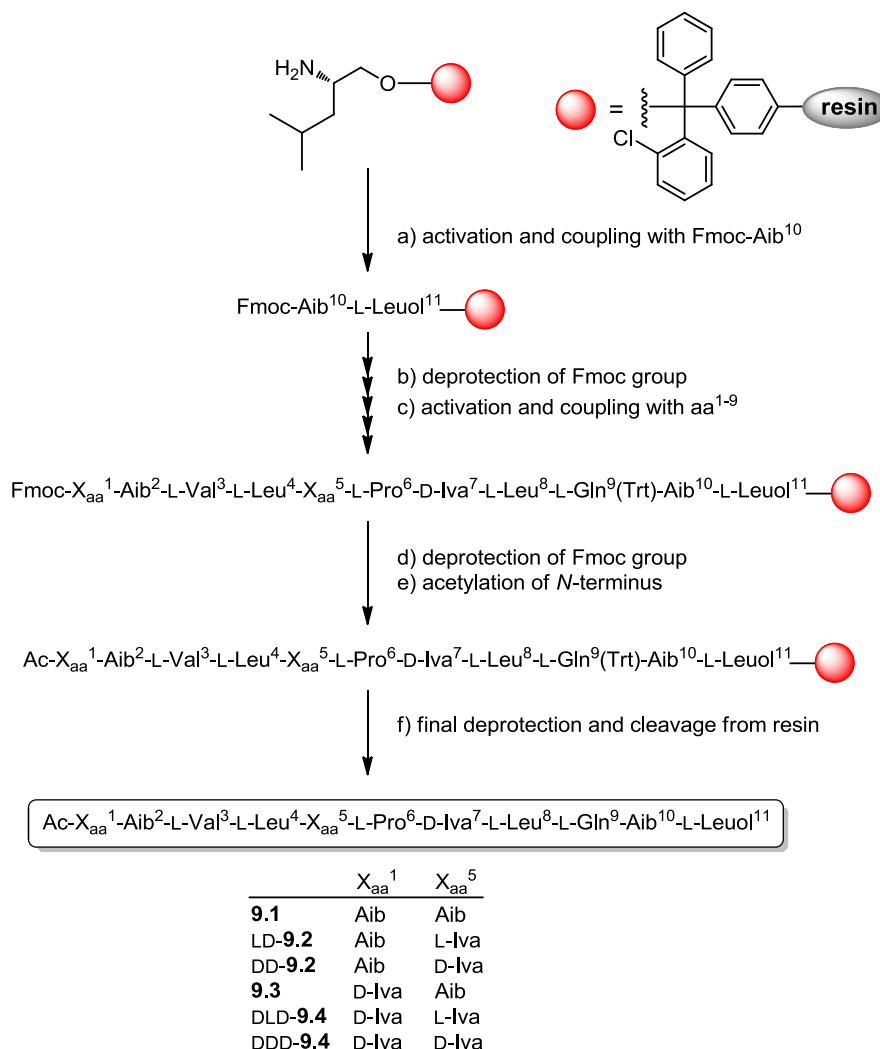 H₂N
O
=
resin
Cl
a) activation and coupling with Fmoc-Aib¹⁰
Fmoc-Aib¹⁰-L-Leuol¹¹
b) deprotection of Fmoc group
c) activation and coupling with aa¹⁻⁹
Fmoc-Xₐₐ¹-Aib²-L-Val³-L-Leu⁴-Xₐₐ⁵-L-Pro⁶-D-Iva⁷-L-Leu⁸-L-Gln⁹(Trt)-Aib¹⁰-L-Leuol¹¹
d) deprotection of Fmoc group
e) acetylation of N-terminus
Ac-Xₐₐ¹-Aib²-L-Val³-L-Leu⁴-Xₐₐ⁵-L-Pro⁶-D-Iva⁷-L-Leu⁸-L-Gln⁹(Trt)-Aib¹⁰-L-Leuol¹¹
f) final deprotection and cleavage from resin
Ac-Xₐₐ¹-Aib²-L-Val³-L-Leu⁴-Xₐₐ⁵-L-Pro⁶-D-Iva⁷-L-Leu⁸-L-Gln⁹-Aib¹⁰-L-Leuol¹¹
Xₐₐ¹ Xₐₐ⁵
9.1 Aib Aib
LD-9.2 Aib L-Iva
DD-9.2 Aib D-Iva
9.3 D-Iva Aib
DLD-9.4 D-Iva L-Iva
DDD-9.4 D-Iva D-Iva